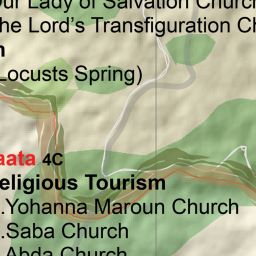 Our Lady of Salvation Church
he Lord's Transfiguration Ch
n
Locusts Spring)
aata 4C
eligious Tourism
.Yohanna Maroun Church
.Saba Church
.Abda Church